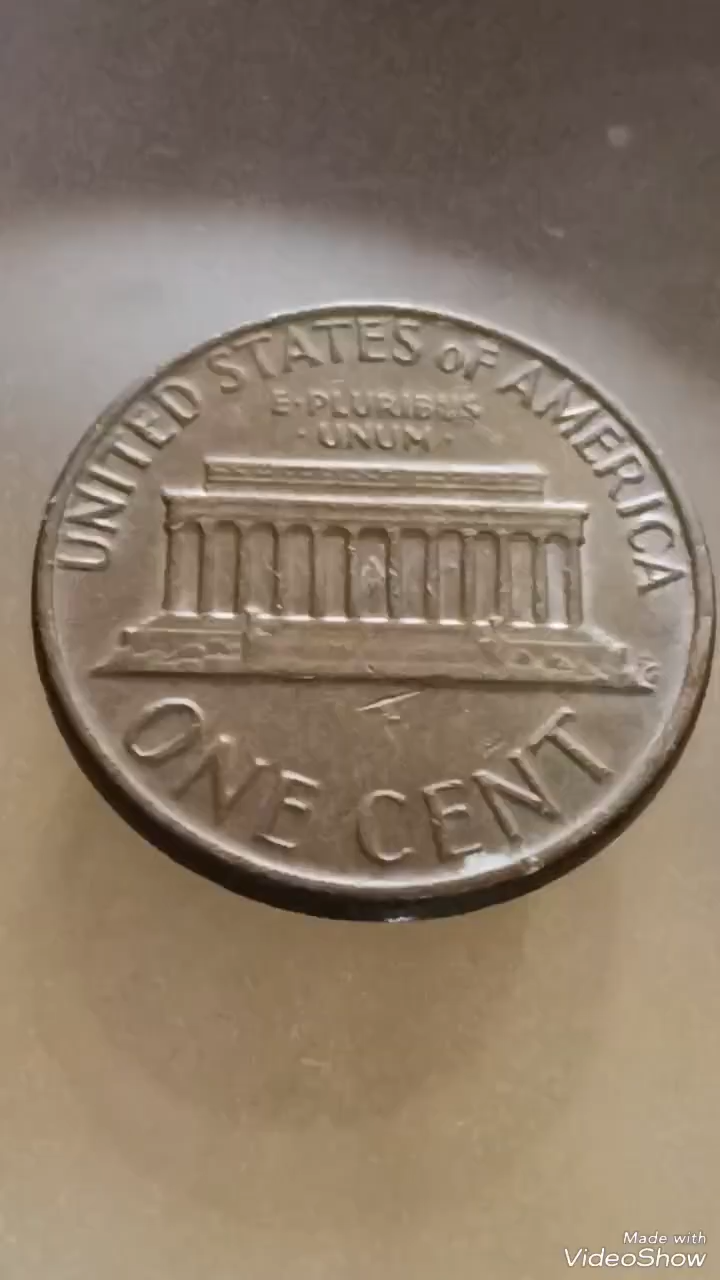 UNITED STATES OF AMERICA
E·PLURIBUS
·UNUM·
ONE CENT
Made with
VideoShow